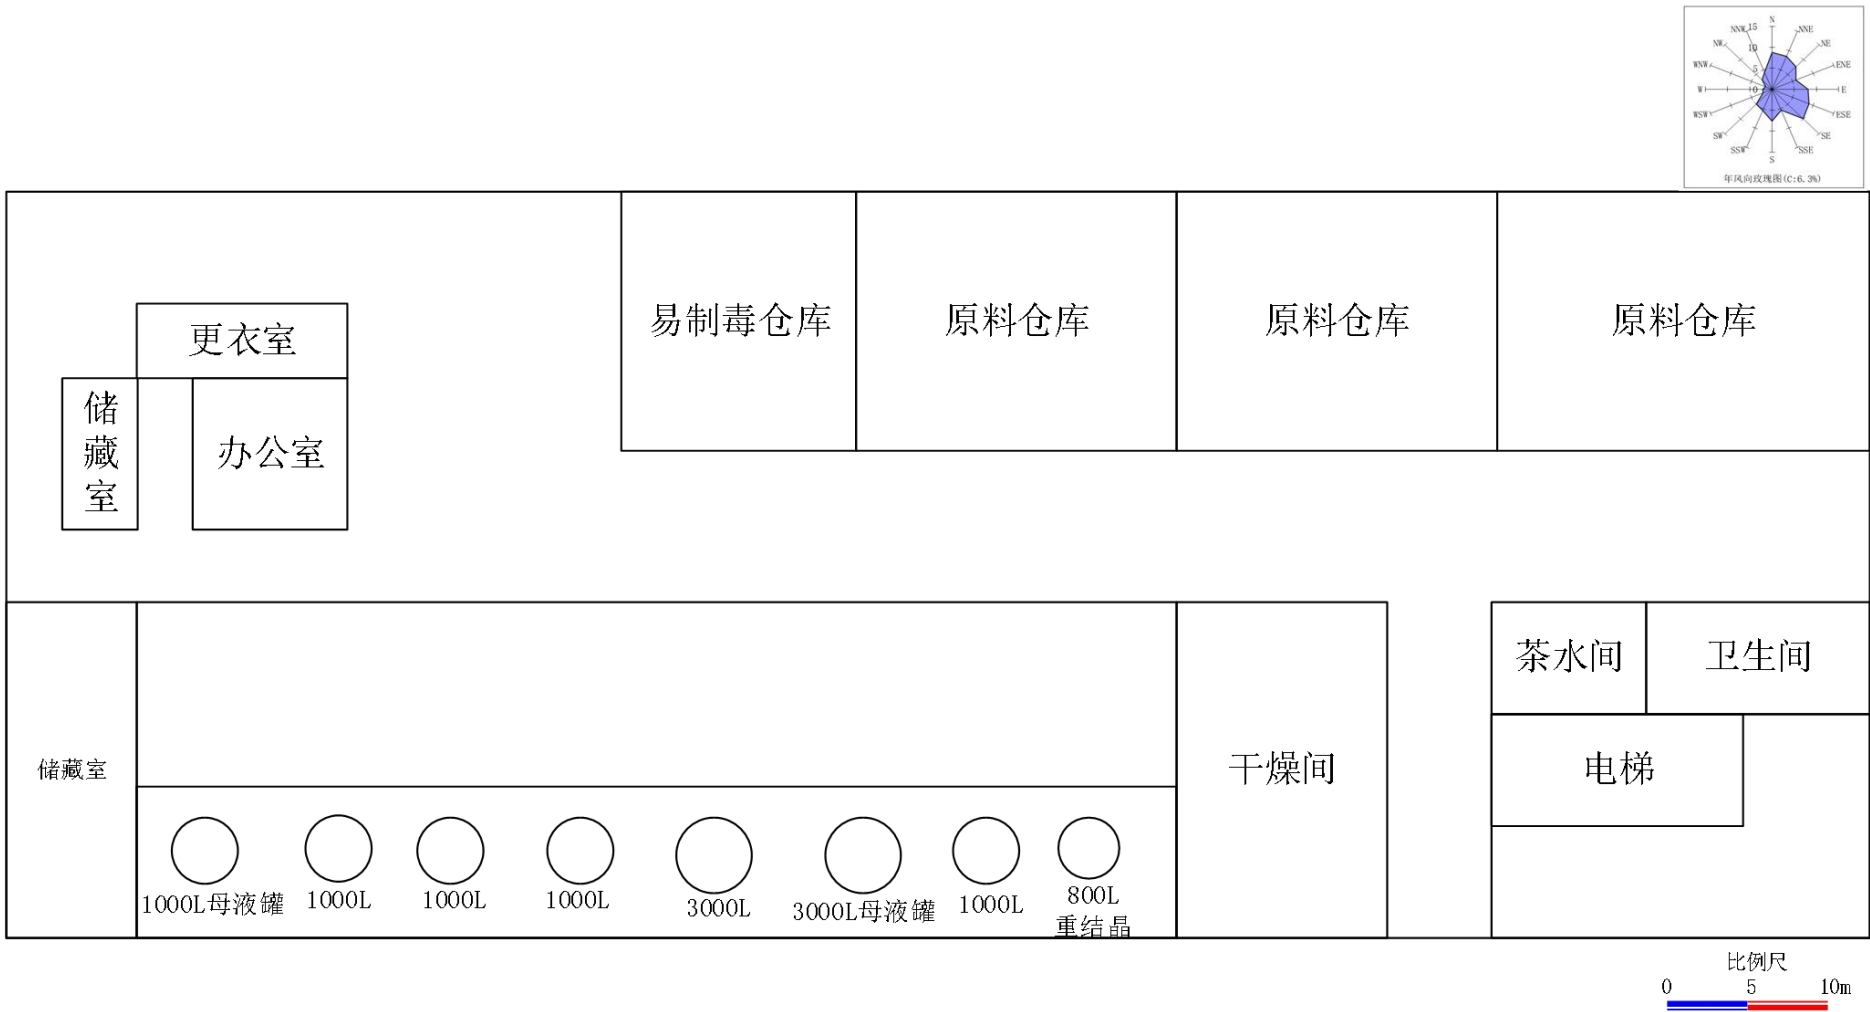 N
NNW
15
NNE
NW
10
NE
WNW
5
ENE
W
0
E
WSW
ESE
SW
SE
SSW
SSE
S
年风向玫瑰图(C:6.3%)
易制毒仓库
原料仓库
原料仓库
原料仓库
更衣室
储藏室
办公室
茶水间
卫生间
储藏室
干燥间
电梯
1000L母液罐
1000L
1000L
1000L
3000L
3000L母液罐
1000L
800L
重结晶
比例尺
0
5
10m